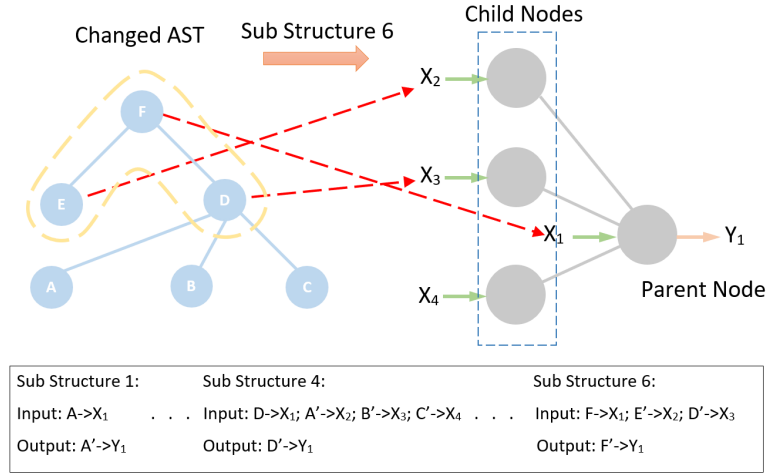 Child Nodes
Changed AST
Sub Structure 6
X₂
F
X₃
E
D
X₁
Y₁
A
B
C
X₄
Parent Node
Sub Structure 1:
Input: A->X₁
Output: A’->Y₁
. . .
Sub Structure 4:
Input: D->X₁; A’->X₂; B’->X₃; C’->X₄
Output: D’->Y₁
. . .
Sub Structure 6:
Input: F->X₁; E’->X₂; D’->X₃
Output: F’->Y₁